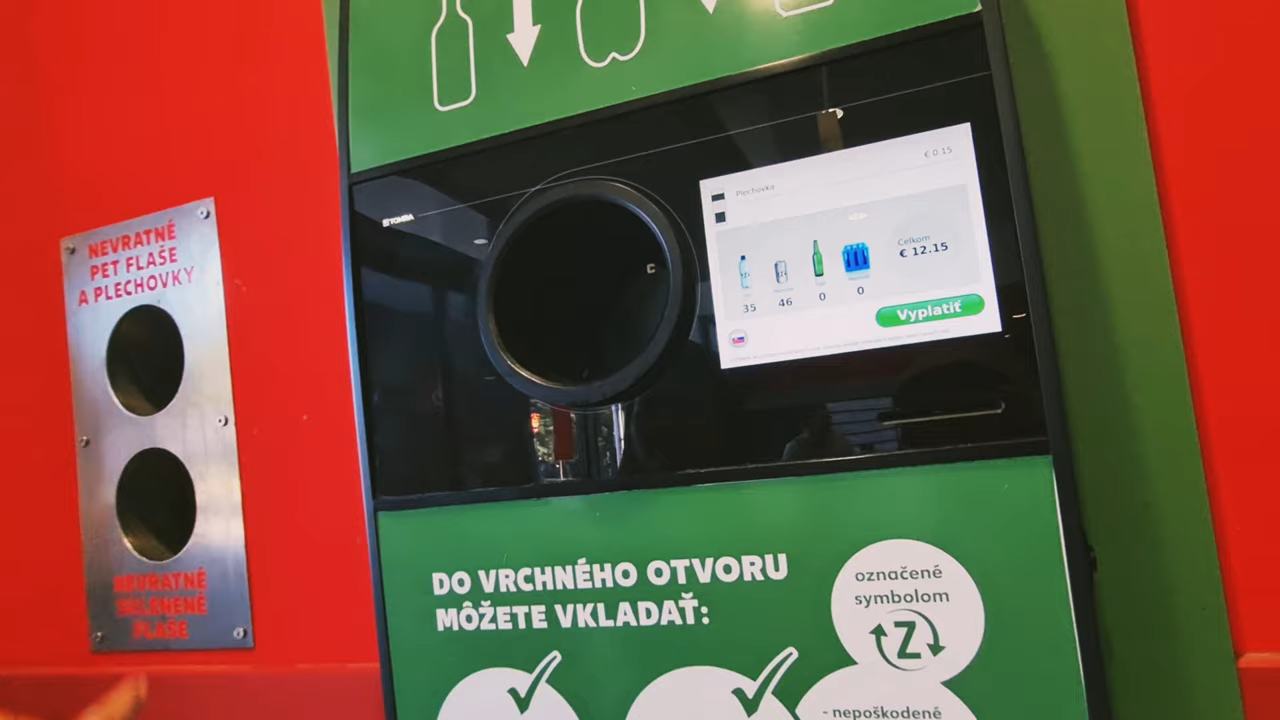 NEVRATNÉ
PET FLAŠE
A PLECHOVKY
NEVRATNÉ
SKLENENÉ
FLAŠE
TOMRA
Plechovka
€ 0.15
35
46
0
0
Celkom
€ 12.15
Vyplatiť
DO VRCHNÉHO OTVORU
MÔŽETE VKLADAŤ:
označené
symbolom
Z
- nepoškodené